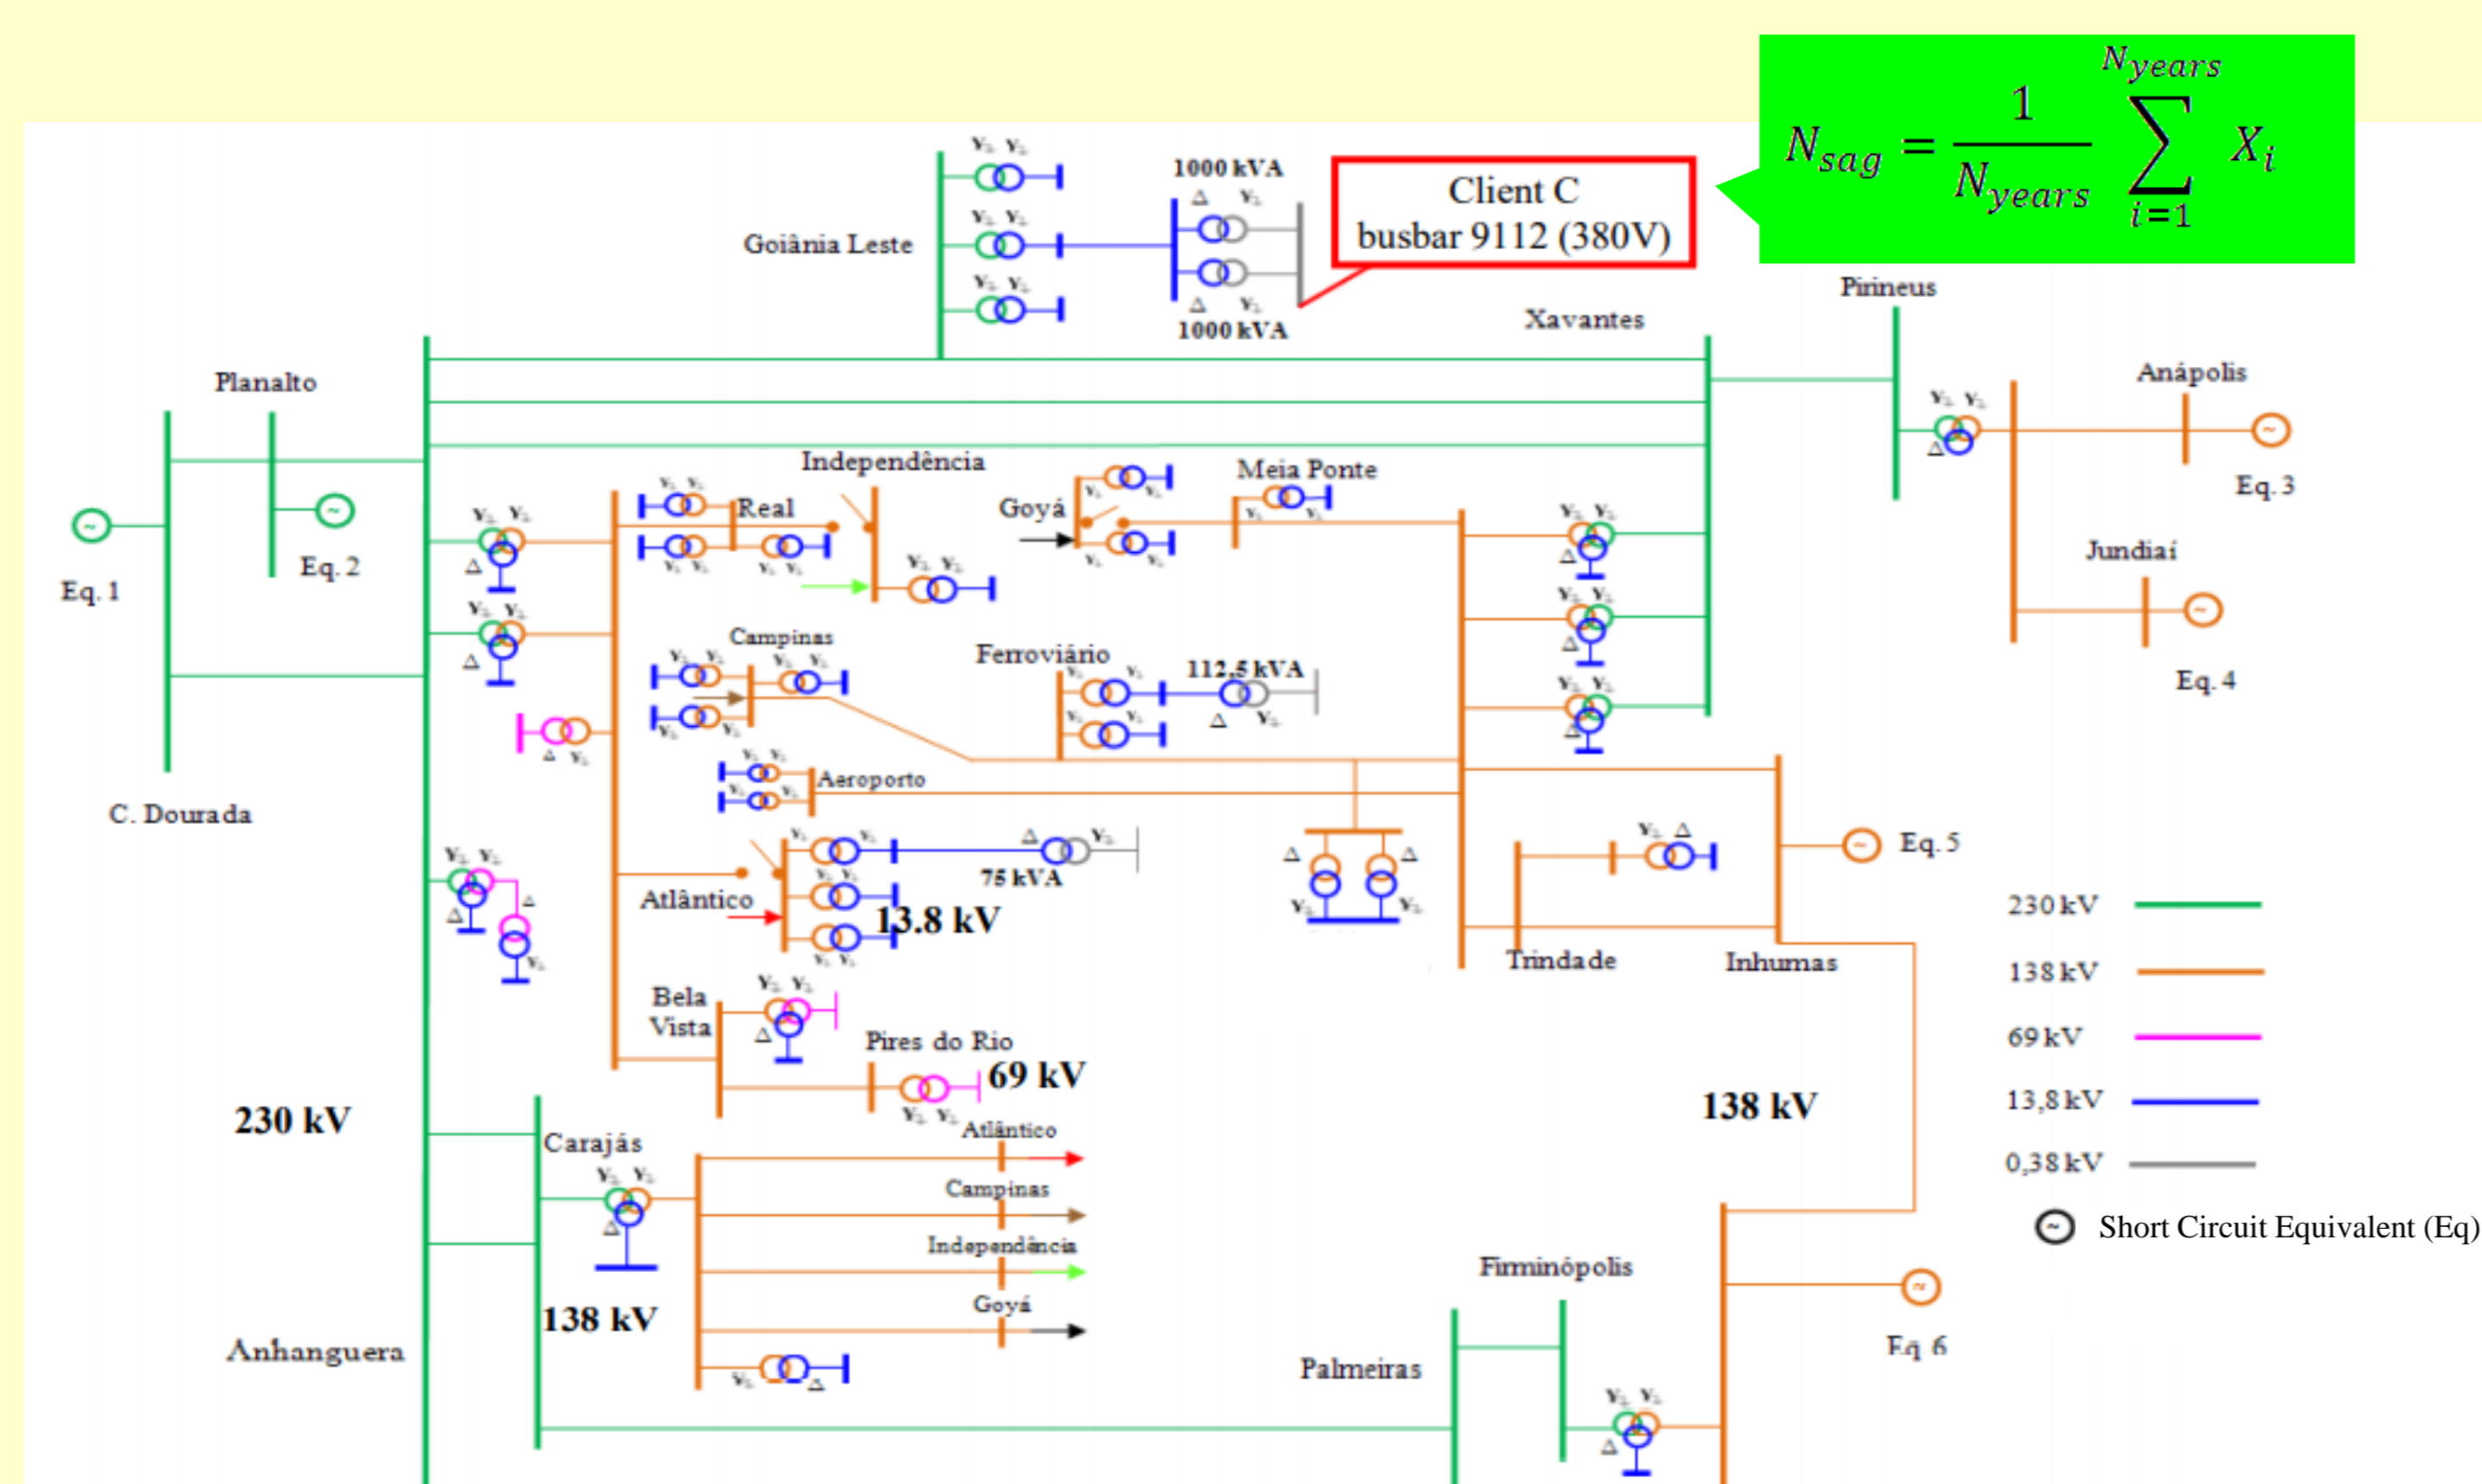 N_sag = 1/N_years ∑_{i=1}^{N_years} X_i
1000 kVA
Client C
busbar 9112 (380V)
Goiânia Leste
1000 kVA
Pirineus
Xavantes
Planalto
Anápolis
Independência
Meia Ponte
Real
Goyá
Eq. 3
Eq. 2
Jundiaí
Eq. 1
Campinas
Ferroviário
112,5 kVA
Eq. 4
Aeroporto
C. Dourada
Eq. 5
75 kVA
Atlântico
13.8 kV
230 kV
Trindade
Inhumas
138 kV
Bela
Vista
Pires do Rio
69 kV
69 kV
230 kV
138 kV
13,8 kV
Atlântico
Carajás
0,38 kV
Campinas
Short Circuit Equivalent (Eq)
Independência
Firminópolis
Goyá
138 kV
Anhanguera
Eq. 6
Palmeiras